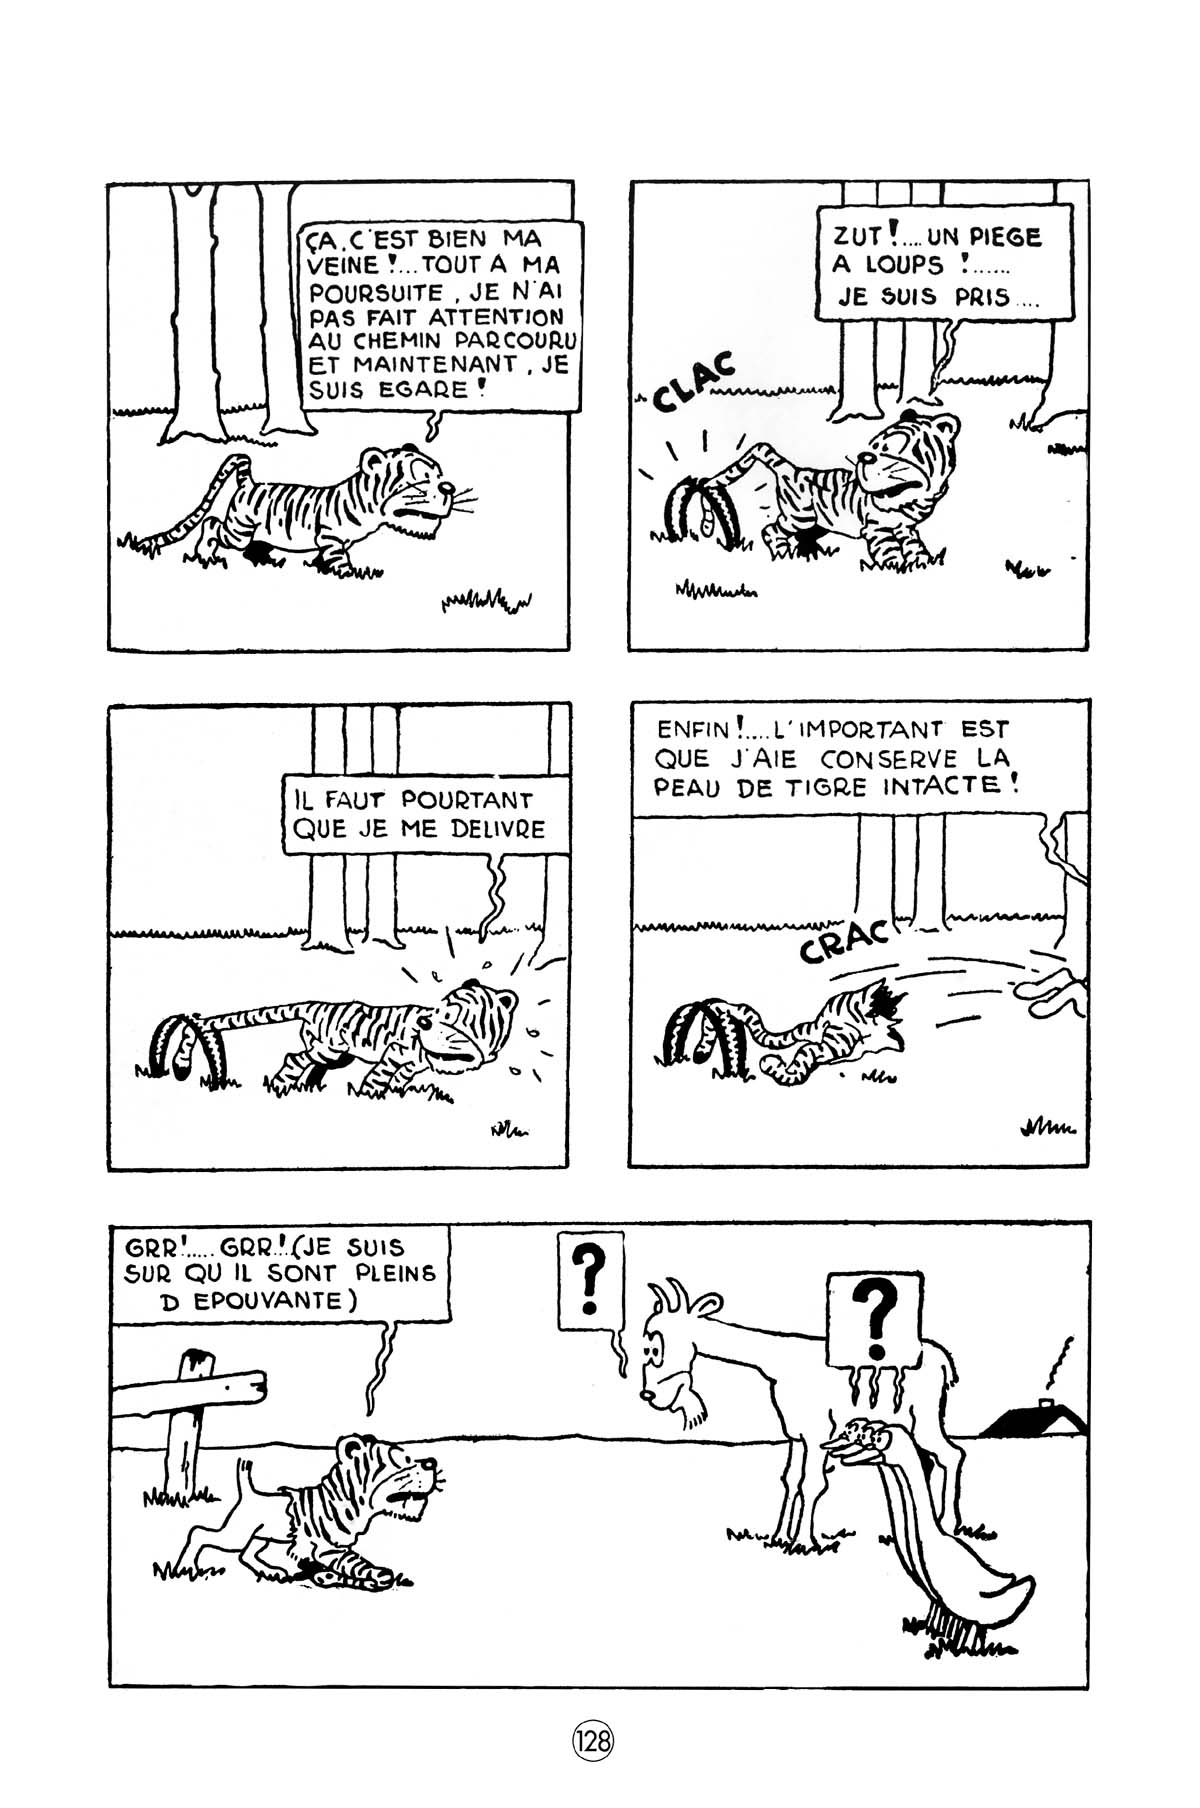 ÇA, C'EST BIEN MA
VEINE !... TOUT A MA
POURSUITE, JE N'AI
PAS FAIT ATTENTION
AU CHEMIN PARCOURU
ET MAINTENANT, JE
SUIS EGARE !
ZUT !.... UN PIEGE
A LOUPS !......
JE SUIS PRIS ....
CLAC
IL FAUT POURTANT
QUE JE ME DELIVRE
ENFIN !.... L'IMPORTANT EST
QUE J'AIE CONSERVE LA
PEAU DE TIGRE INTACTE !
CRAC
GRR !..... GRR !.. (JE SUIS
SUR QU IL SONT PLEINS
D EPOUVANTE)
?
?
128